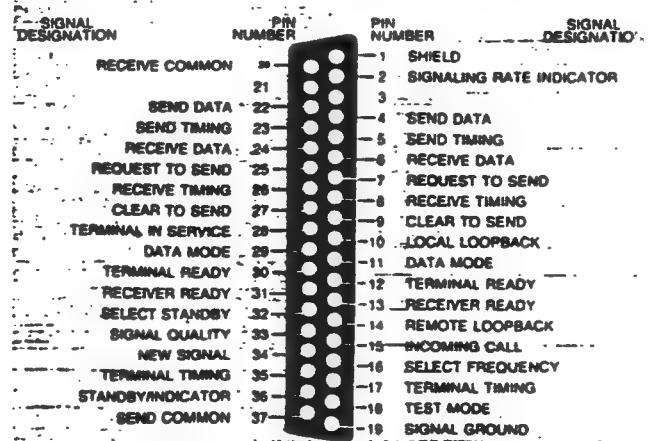 SIGNAL DESIGNATION
PIN NUMBER
PIN NUMBER
SIGNAL DESIGNATIO
RECEIVE COMMON 20
21
SEND DATA 22
SEND TIMING 23
RECEIVE DATA 24
REQUEST TO SEND 25
RECEIVE TIMING 26
CLEAR TO SEND 27
TERMINAL IN SERVICE 28
DATA MODE 29
TERMINAL READY 30
RECEIVER READY 31
SELECT STANDBY 32
SIGNAL QUALITY 33
NEW SIGNAL 34
TERMINAL TIMING 35
STANDBY/INDICATOR 36
SEND COMMON 37
1 SHIELD
2 SIGNALING RATE INDICATOR
3
4 SEND DATA
5 SEND TIMING
6 RECEIVE DATA
7 REQUEST TO SEND
8 RECEIVE TIMING
9 CLEAR TO SEND
10 LOCAL LOOPBACK
11 DATA MODE
12 TERMINAL READY
13 RECEIVER READY
14 REMOTE LOOPBACK
15 INCOMING CALL
16 SELECT FREQUENCY
17 TERMINAL TIMING
18 TEST MODE
19 SIGNAL GROUND